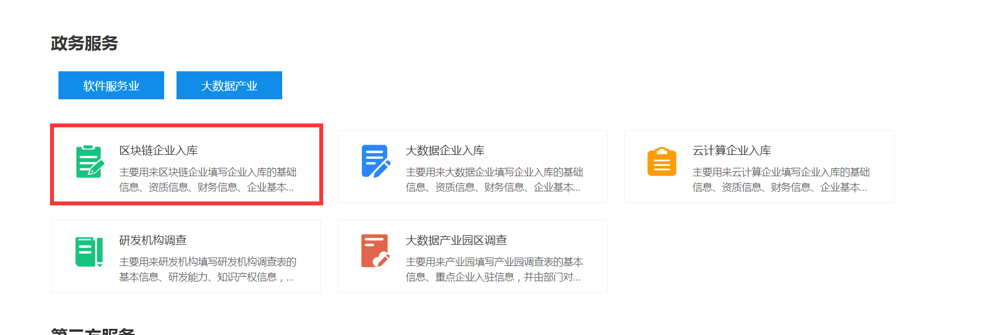 政务服务
软件服务业
大数据产业
区块链企业入库
主要用来区块链企业填写企业入库的基础
信息、资质信息、财务信息、企业基本...
大数据企业入库
主要用来大数据企业填写企业入库的基础
信息、资质信息、财务信息、企业基本...
云计算企业入库
主要用来云计算企业填写企业入库的基础
信息、资质信息、财务信息、企业基本...
研发机构调查
主要用来研发机构填写研发机构调查表的
基本信息、研发能力、知识产权信息，...
大数据产业园区调查
主要用来产业园填写产业园调查表的基本
信息、重点企业入驻信息，并由部门对...
第三方服务